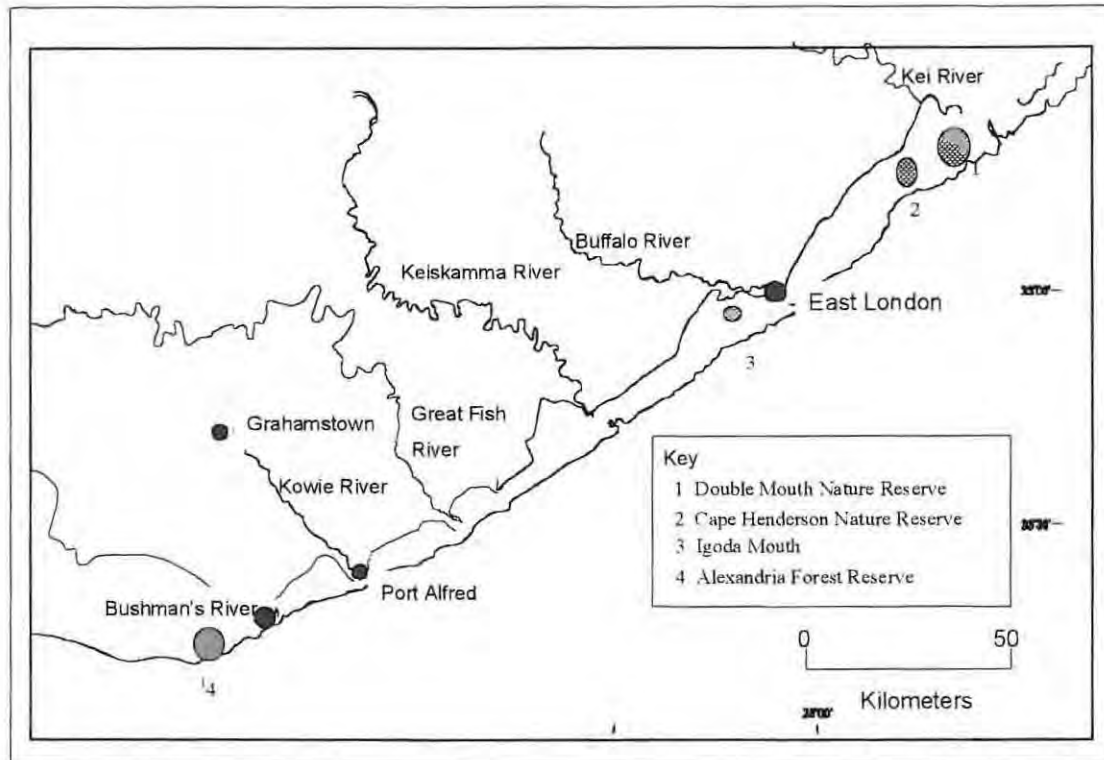 Kei River
1
2
Buffalo River
Keiskamma River
East London
3
Grahamstown
Great Fish
River
Kowie River
Key
1 Double Mouth Nature Reserve
2 Cape Henderson Nature Reserve
3 Igoda Mouth
4 Alexandria Forest Reserve
Bushman's River
Port Alfred
4
0 50
Kilometers